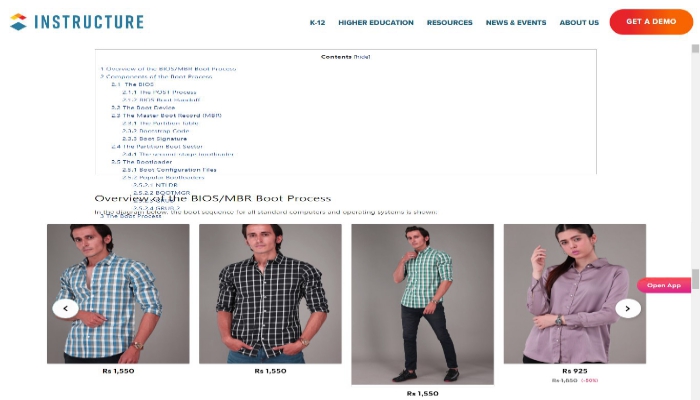 INSTRUCTURE
K-12 HIGHER EDUCATION RESOURCES NEWS & EVENTS ABOUT US GET A DEMO
Contents [hide]
1 Overview of the BIOS/MBR Boot Process
2 Components of the Boot Process
2.1 The BIOS
2.1.1 The POST Process
2.1.2 BIOS Boot Handoff
2.2 The Boot Device
2.3 The Master Boot Record (MBR)
2.3.1 The Partition Table
2.3.2 Bootstrap Code
2.3.3 Boot Signature
2.4 The Partition Boot Sector
2.4.1 The second-stage bootloader
2.5 The Bootloader
2.5.1 Boot Configuration Files
2.5.2 Popular Bootloaders
2.5.2.1 NTLDR
2.5.2.2 BOOTMGR
Overview of the BIOS/MBR Boot Process
2.5.2.4 GRUB 2
In the diagram below, the boot sequence for all standard computers and operating systems is shown:
3 The Boot Process
Open App
Rs 1,550
Rs 1,550
Rs 1,550
Rs 925
Rs 1,850 (-50%)